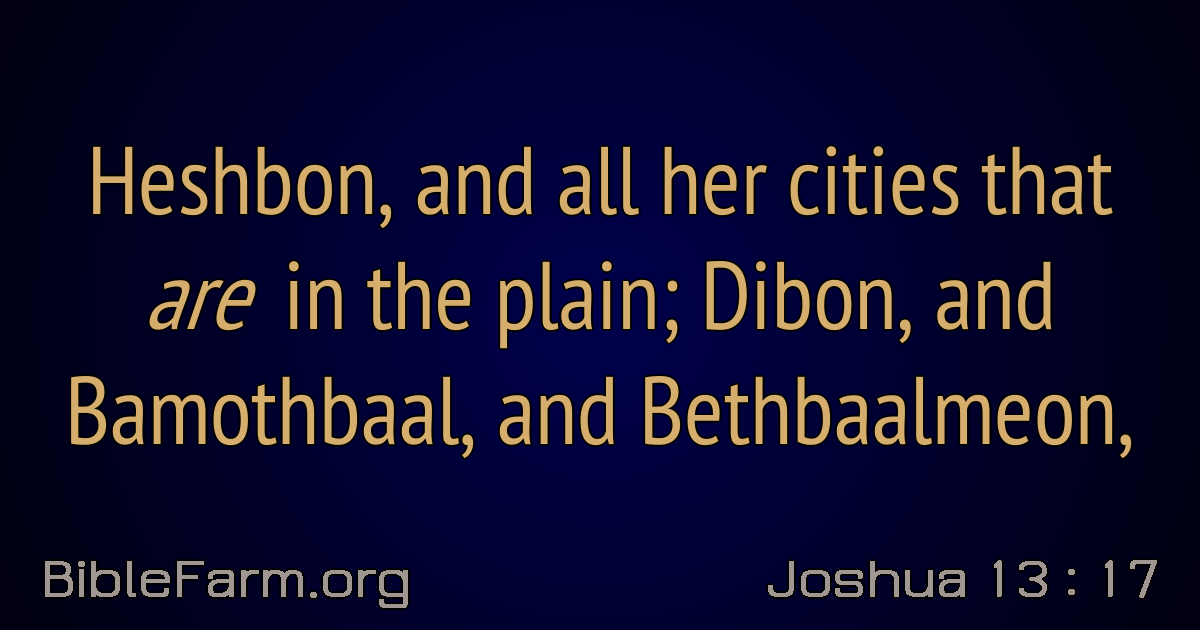 Heshbon, and all her cities that
are in the plain; Dibon, and
Bamothbaal, and Bethbaalmeon,
BibleFarm.org
Joshua 13 : 17